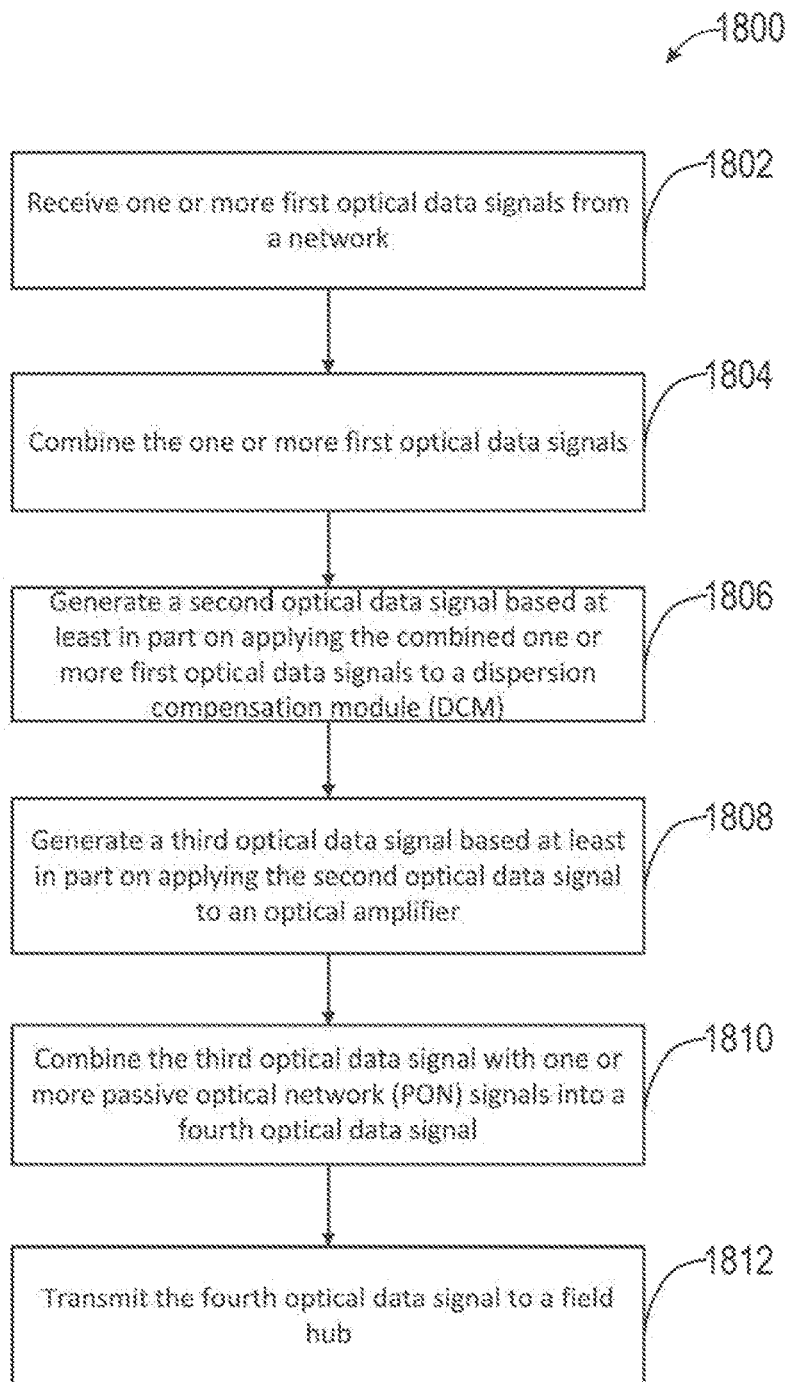 1800
1802
Receive one or more first optical data signals from
a network
1804
Combine the one or more first optical data signals
1806
Generate a second optical data signal based at
least in part on applying the combined one or
more first optical data signals to a dispersion
compensation module (DCM)
1808
Generate a third optical data signal based at least
in part on applying the second optical data signal
to an optical amplifier
1810
Combine the third optical data signal with one or
more passive optical network (PON) signals into a
fourth optical data signal
1812
Transmit the fourth optical data signal to a field
hub